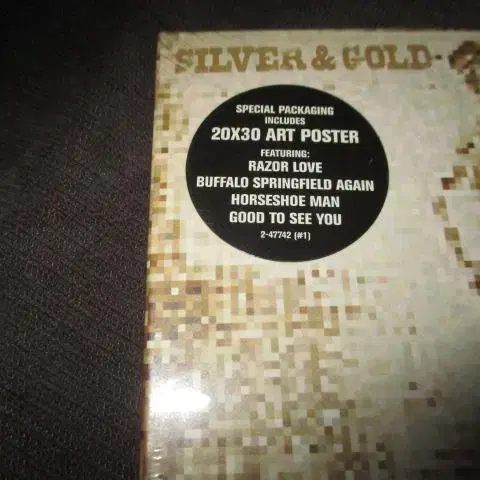 SILVER & GOLD
SPECIAL PACKAGING
INCLUDES
20X30 ART POSTER
FEATURING:
RAZOR LOVE
BUFFALO SPRINGFIELD AGAIN
HORSESHOE MAN
GOOD TO SEE YOU
2-47742 (#1)